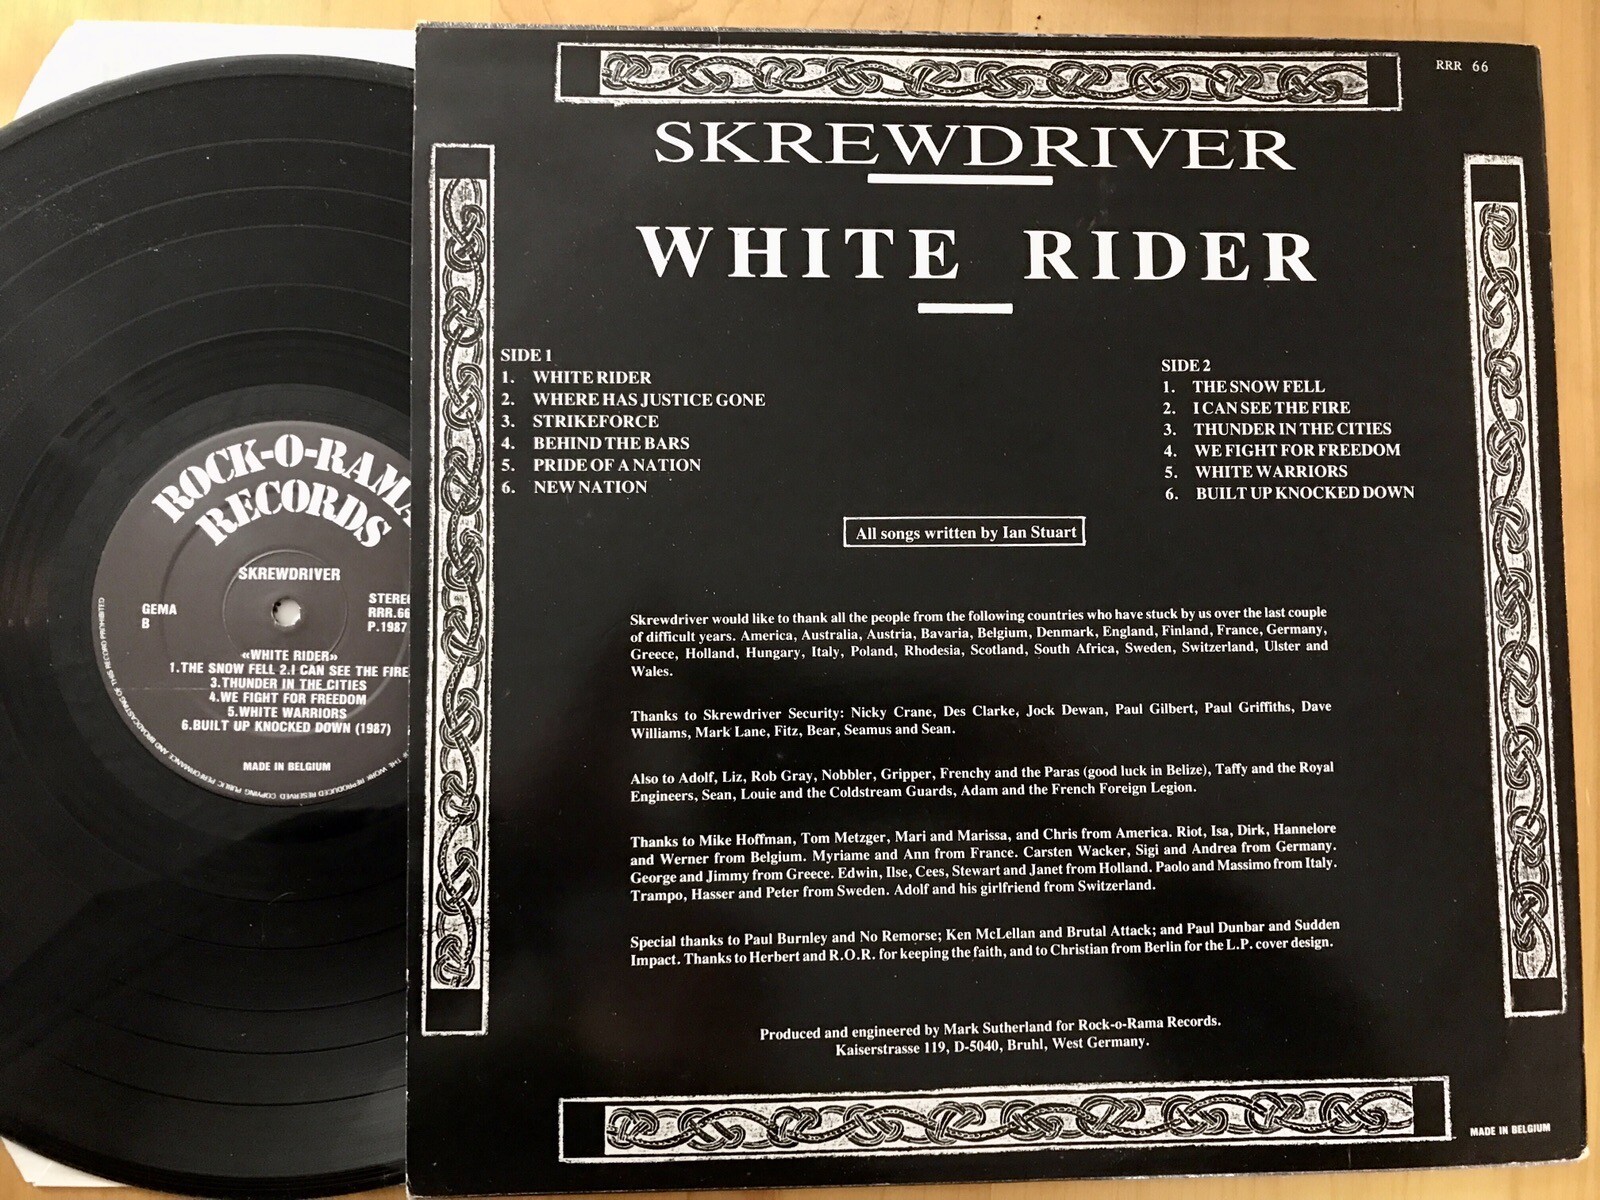 RRR 66
SKREWDRIVER
WHITE RIDER
SIDE 1
1. WHITE RIDER
2. WHERE HAS JUSTICE GONE
3. STRIKEFORCE
4. BEHIND THE BARS
5. PRIDE OF A NATION
6. NEW NATION
SIDE 2
1. THE SNOW FELL
2. I CAN SEE THE FIRE
3. THUNDER IN THE CITIES
4. WE FIGHT FOR FREEDOM
5. WHITE WARRIORS
6. BUILT UP KNOCKED DOWN
All songs written by Ian Stuart
Skrewdriver would like to thank all the people from the following countries who have stuck by us over the last couple
of difficult years. America, Australia, Austria, Bavaria, Belgium, Denmark, England, Finland, France, Germany,
Greece, Holland, Hungary, Italy, Poland, Rhodesia, Scotland, South Africa, Sweden, Switzerland, Ulster and
Wales.
Thanks to Skrewdriver Security: Nicky Crane, Des Clarke, Jock Dewan, Paul Gilbert, Paul Griffiths, Dave
Williams, Mark Lane, Fitz, Bear, Seamus and Sean.
Also to Adolf, Liz, Rob Gray, Nobbler, Gripper, Frenchy and the Paras (good luck in Belize), Taffy and the Royal
Engineers, Sean, Louie and the Coldstream Guards, Adam and the French Foreign Legion.
Thanks to Mike Hoffman, Tom Metzger, Mari and Marissa, and Chris from America. Riot, Isa, Dirk, Hannelore
and Werner from Belgium. Myriame and Ann from France. Carsten Wacker, Sigi and Andrea from Germany.
George and Jimmy from Greece. Edwin, Ilse, Cees, Stewart and Janet from Holland. Paolo and Massimo from Italy.
Trampo, Hasser and Peter from Sweden. Adolf and his girlfriend from Switzerland.
Special thanks to Paul Burnley and No Remorse; Ken McLellan and Brutal Attack; and Paul Dunbar and Sudden
Impact. Thanks to Herbert and R.O.R. for keeping the faith, and to Christian from Berlin for the L.P. cover design.
Produced and engineered by Mark Sutherland for Rock-o-Rama Records.
Kaiserstrasse 119, D-5040, Bruhl, West Germany.
MADE IN BELGIUM
ROCK-O-RAMA
RECORDS
SKREWDRIVER
GEMA
B
STEREO
RRR.66
P.1987
«WHITE RIDER»
1.THE SNOW FELL 2.I CAN SEE THE FIRE
3.THUNDER IN THE CITIES
4.WE FIGHT FOR FREEDOM
5.WHITE WARRIORS
6.BUILT UP KNOCKED DOWN (1987)
MADE IN BELGIUM
THE WORK REPRODUCED RESERVED COPYING PUBLIC PERFORMANCE AND BROADCASTING OF THIS RECORD PROHIBITED